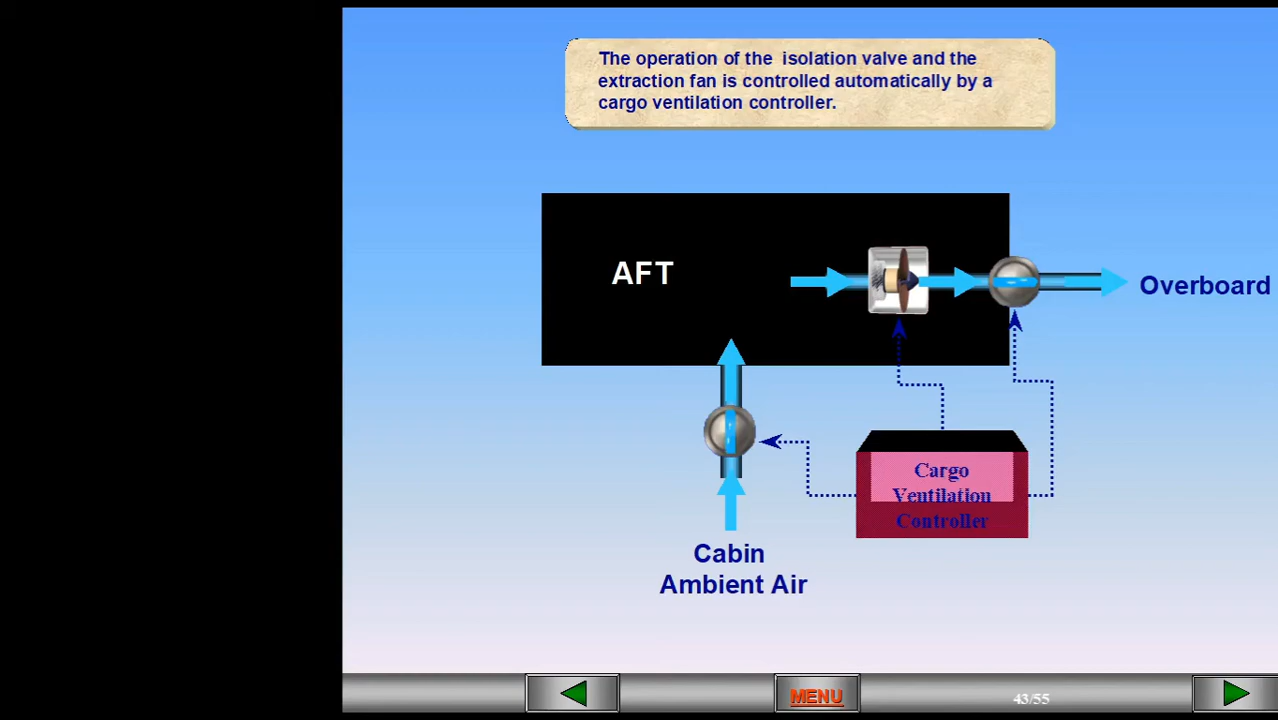 The operation of the  isolation valve and the
extraction fan is controlled automatically by a
cargo ventilation controller.
AFT
Overboard
Cargo
Ventilation
Controller
Cabin
Ambient Air
MENU
43/55